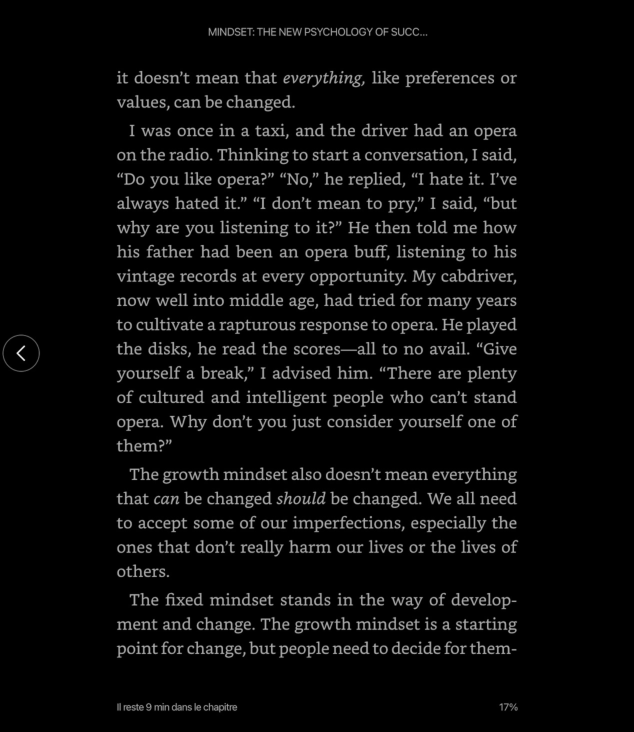 MINDSET: THE NEW PSYCHOLOGY OF SUCC...
it doesn’t mean that everything, like preferences or
values, can be changed.
I was once in a taxi, and the driver had an opera
on the radio. Thinking to start a conversation, I said,
“Do you like opera?” “No,” he replied, “I hate it. I’ve
always hated it.” “I don’t mean to pry,” I said, “but
why are you listening to it?” He then told me how
his father had been an opera buff, listening to his
vintage records at every opportunity. My cabdriver,
now well into middle age, had tried for many years
to cultivate a rapturous response to opera. He played
the disks, he read the scores—all to no avail. “Give
yourself a break,” I advised him. “There are plenty
of cultured and intelligent people who can’t stand
opera. Why don’t you just consider yourself one of
them?”
The growth mindset also doesn’t mean everything
that can be changed should be changed. We all need
to accept some of our imperfections, especially the
ones that don’t really harm our lives or the lives of
others.
The fixed mindset stands in the way of develop-
ment and change. The growth mindset is a starting
point for change, but people need to decide for them-
Il reste 9 min dans le chapitre
17%